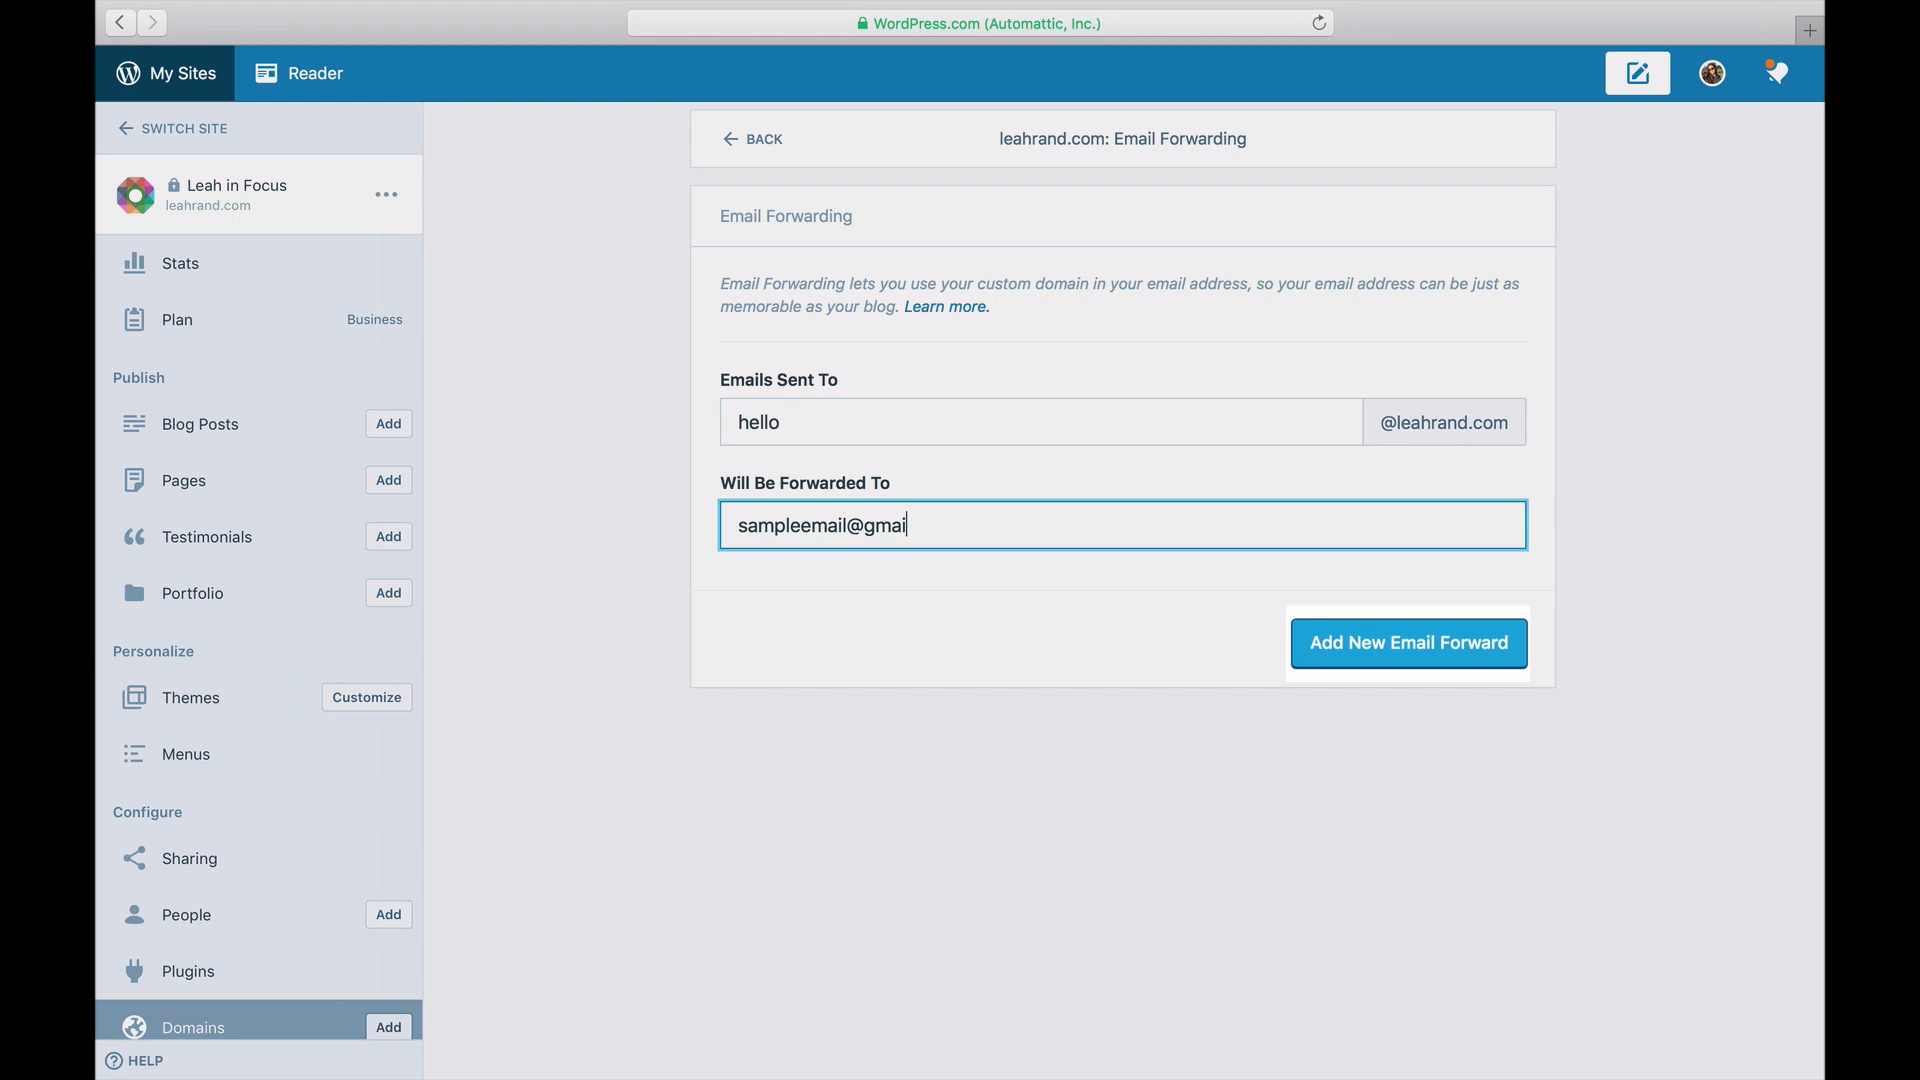 WordPress.com (Automattic, Inc.)
My Sites
Reader
SWITCH SITE
Leah in Focus
leahrand.com
Stats
Plan
Business
Publish
Blog Posts
Add
Pages
Add
Testimonials
Add
Portfolio
Add
Personalize
Themes
Customize
Menus
Configure
Sharing
People
Add
Plugins
Domains
Add
HELP
BACK
leahrand.com: Email Forwarding
Email Forwarding
Email Forwarding lets you use your custom domain in your email address, so your email address can be just as
memorable as your blog. Learn more.
Emails Sent To
hello
@leahrand.com
Will Be Forwarded To
sampleemail@gmai
Add New Email Forward